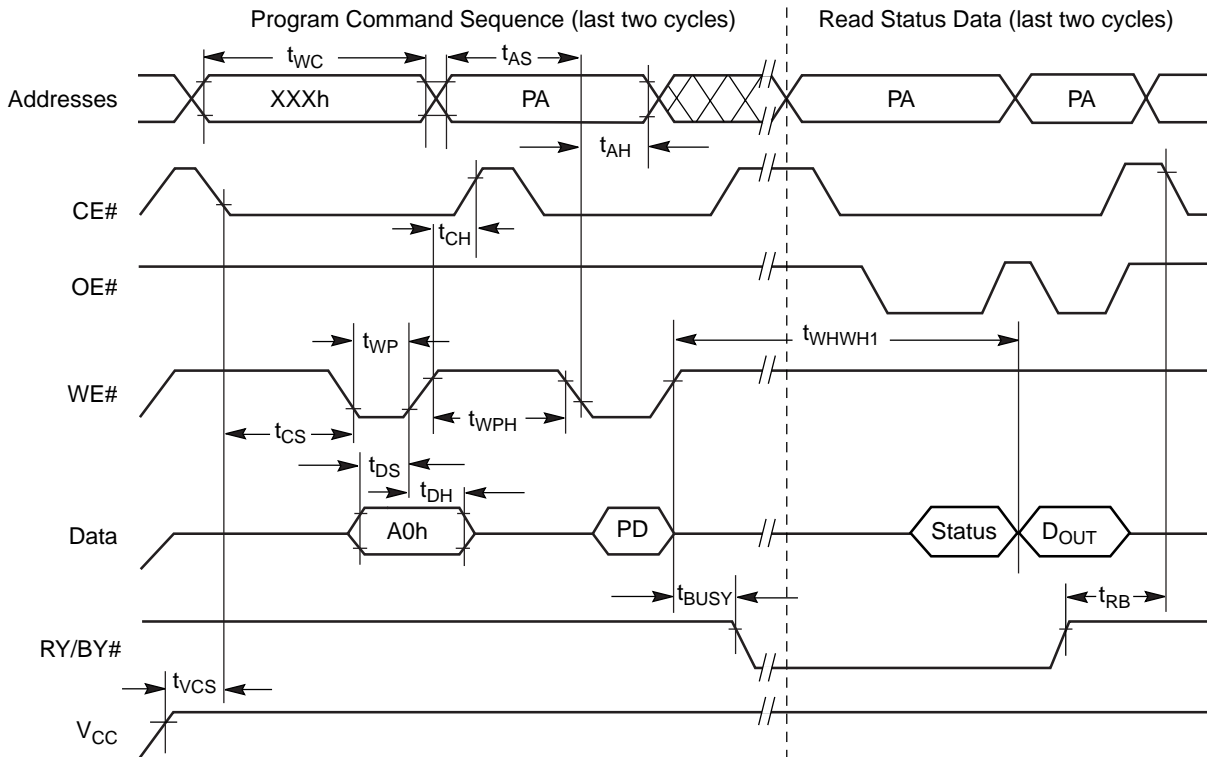 Program Command Sequence (last two cycles) Read Status Data (last two cycles)
tWC tAS
Addresses XXXh PA PA PA
tAH
CE#
tCH
OE#
tWP tWHWH1
WE#
tCS tWPH
tDS
tDH
Data A0h PD Status DOUT
tBUSY tRB
RY/BY#
tVCS
VCC